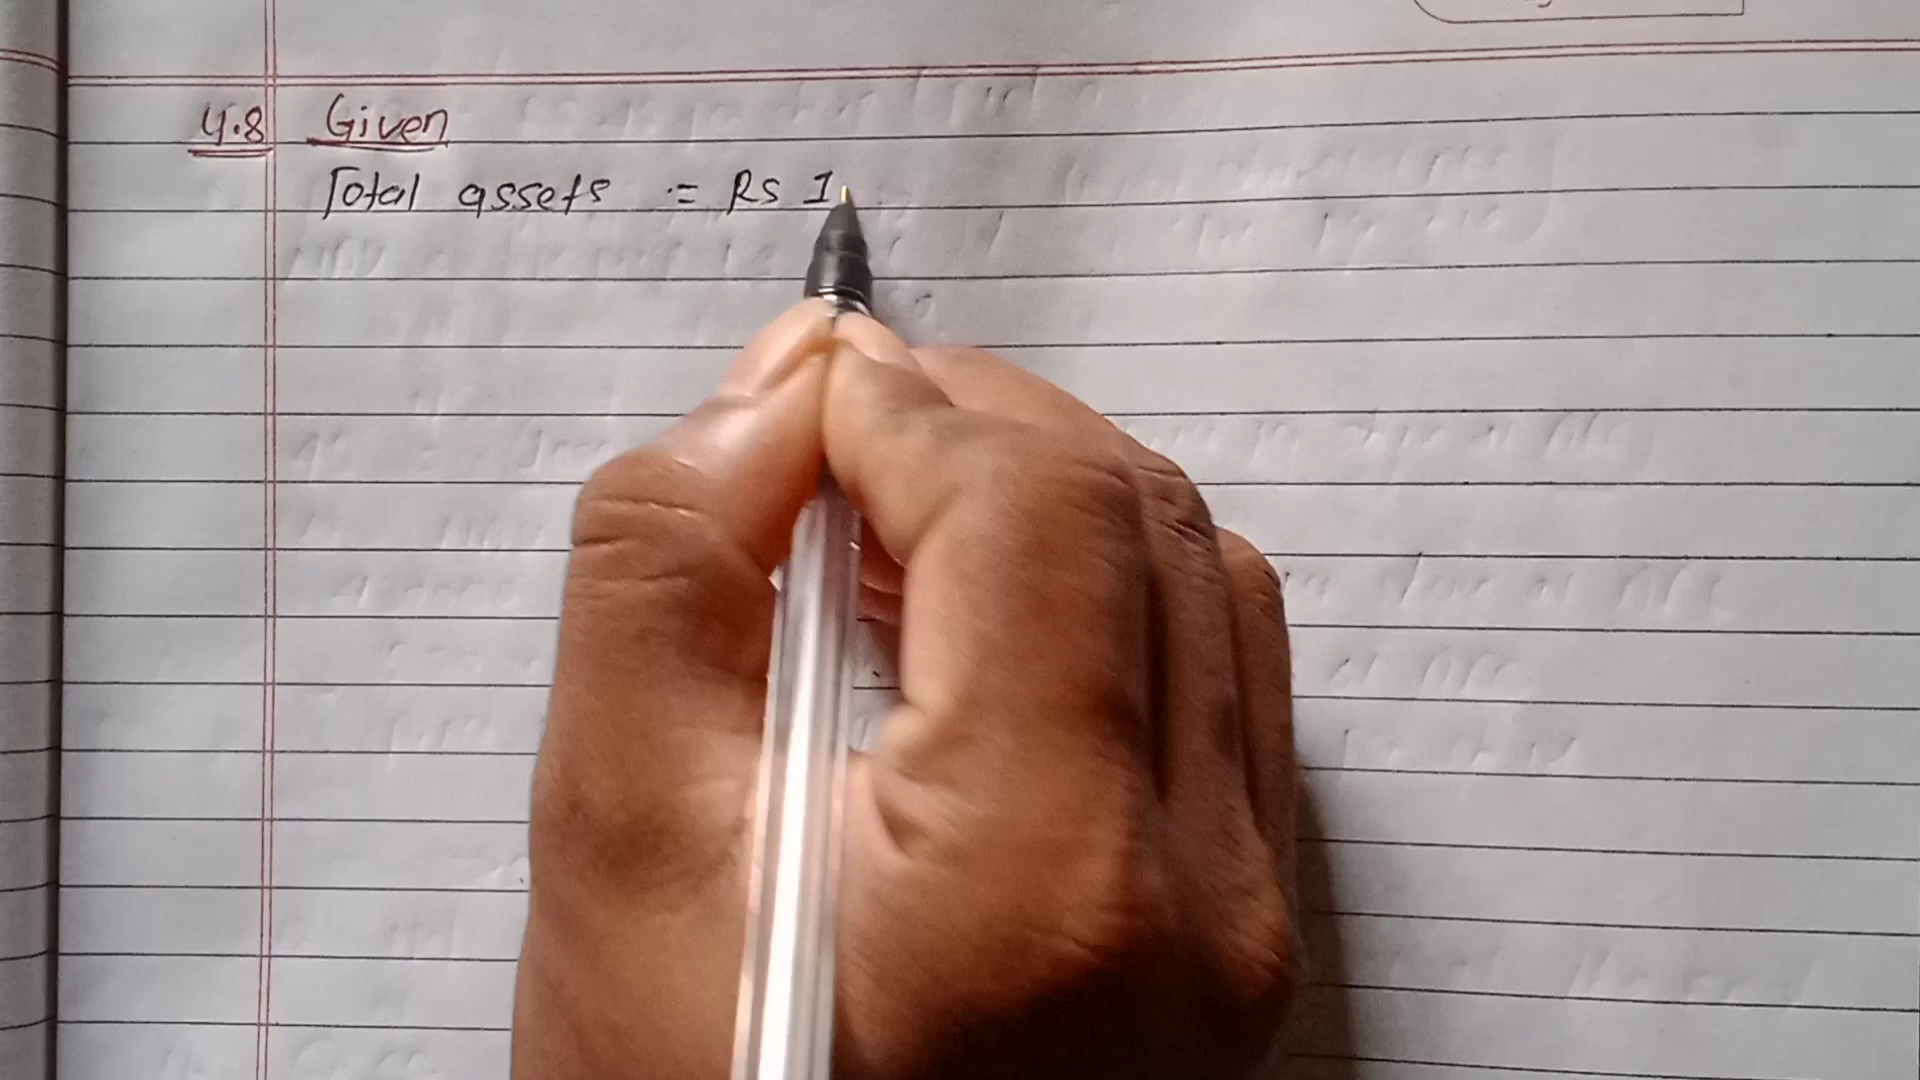 4.8 Given
Total assets = Rs 1